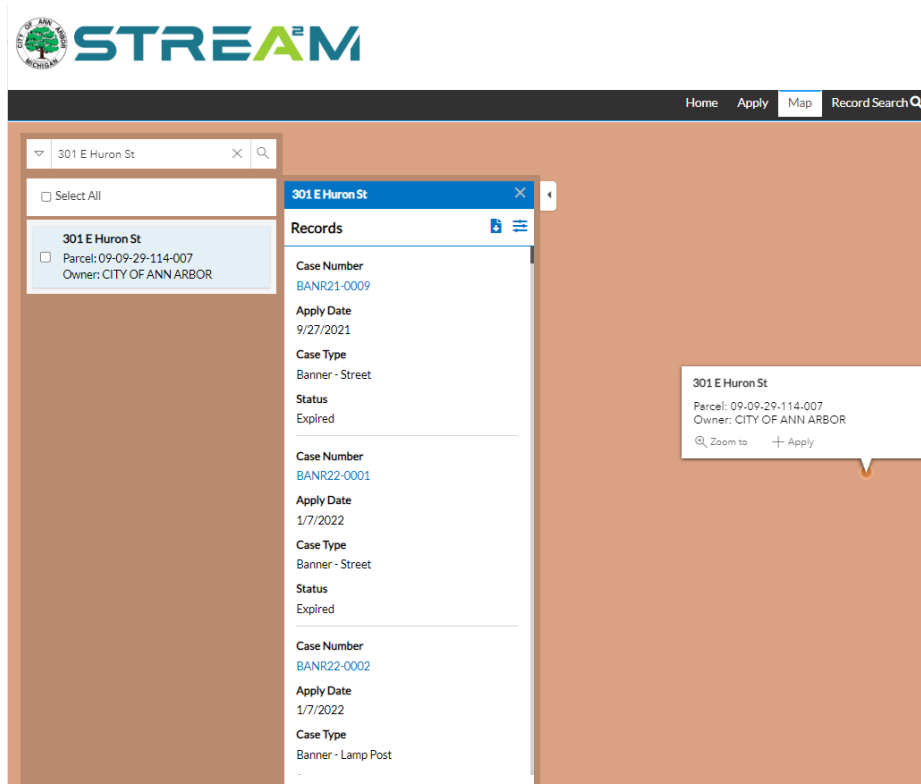 CITY OF ANN ARBOR
MICHIGAN
STREA²M
Home Apply Map Record Search
301 E Huron St
Select All
301 E Huron St
Parcel: 09-09-29-114-007
Owner: CITY OF ANN ARBOR
301 E Huron St
Records
Case Number
BANR21-0009
Apply Date
9/27/2021
Case Type
Banner - Street
Status
Expired
Case Number
BANR22-0001
Apply Date
1/7/2022
Case Type
Banner - Street
Status
Expired
Case Number
BANR22-0002
Apply Date
1/7/2022
Case Type
Banner - Lamp Post
301 E Huron St
Parcel: 09-09-29-114-007
Owner: CITY OF ANN ARBOR
Zoom to Apply